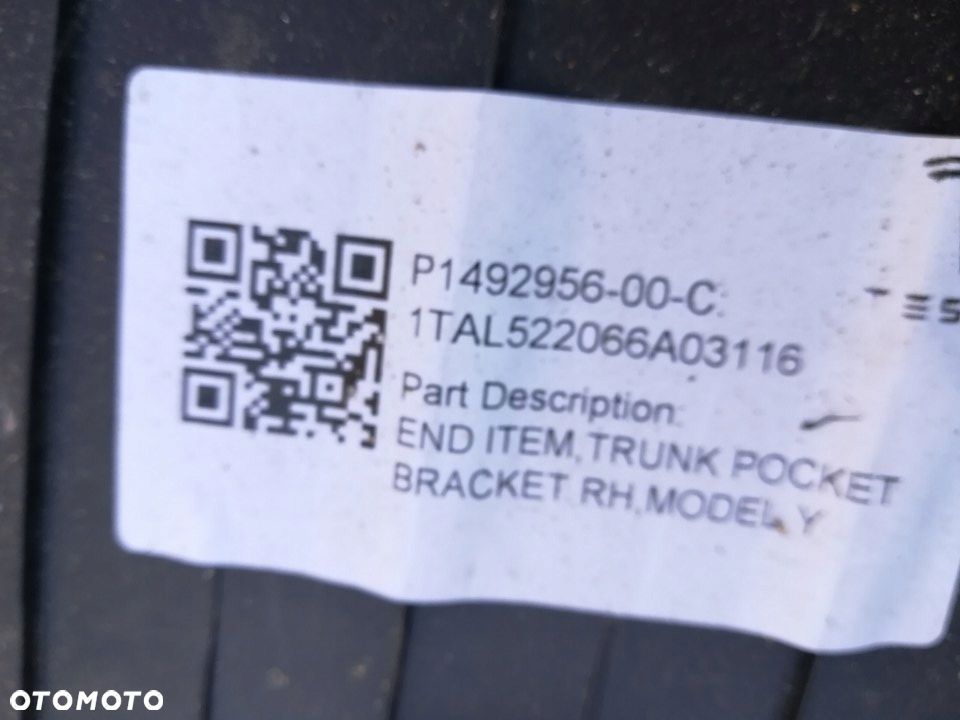 P1492956-00-C
1TAL522066A03116
Part Description:
END ITEM,TRUNK POCKET
BRACKET RH,MODEL Y
OTOMOTO